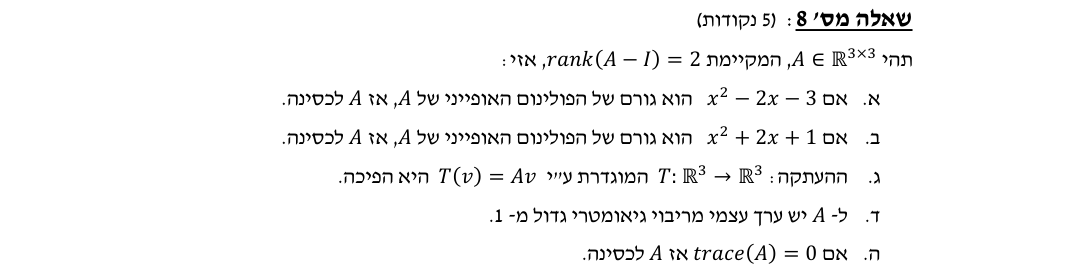 שאלה מס' 8 : (5 נקודות)
תהי A ∈ ℝ³ˣ³, המקיימת rank(A − I) = 2, אזי :
א. אם x² − 2x − 3 הוא גורם של הפולינום האופייני של A, אז A לכסינה.
ב. אם x² + 2x + 1 הוא גורם של הפולינום האופייני של A, אז A לכסינה.
ג. ההעתקה : T: ℝ³ → ℝ³ המוגדרת ע״י T(v) = Av היא הפיכה.
ד. ל- A יש ערך עצמי מריבוי גיאומטרי גדול מ- 1.
ה. אם trace(A) = 0 אז A לכסינה.